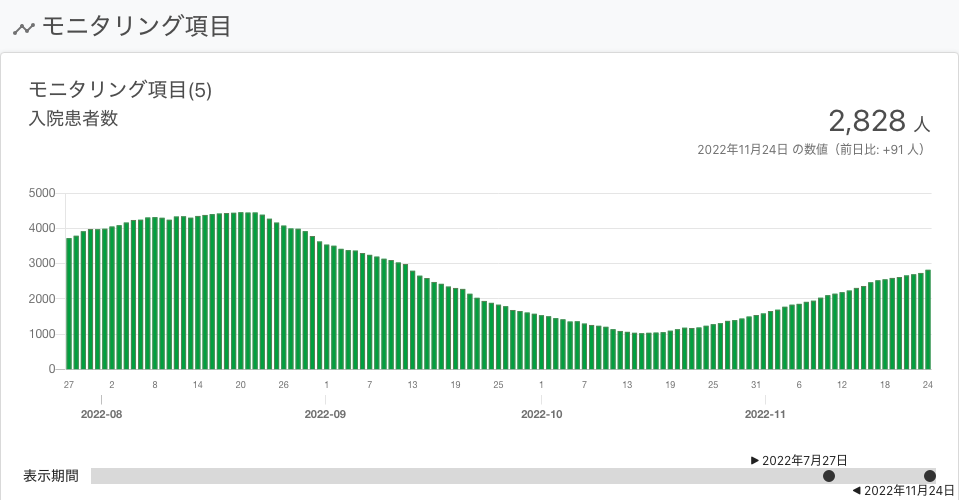 モニタリング項目
モニタリング項目(5)
入院患者数
2,828 人
2022年11月24日 の数値（前日比: +91 人）
5000
4000
3000
2000
1000
0
27 2 8 14 20 26 1 7 13 19 25 1 7 13 19 25 31 6 12 18 24
2022-08 2022-09 2022-10 2022-11
▶ 2022年7月27日
表示期間
◀ 2022年11月24日